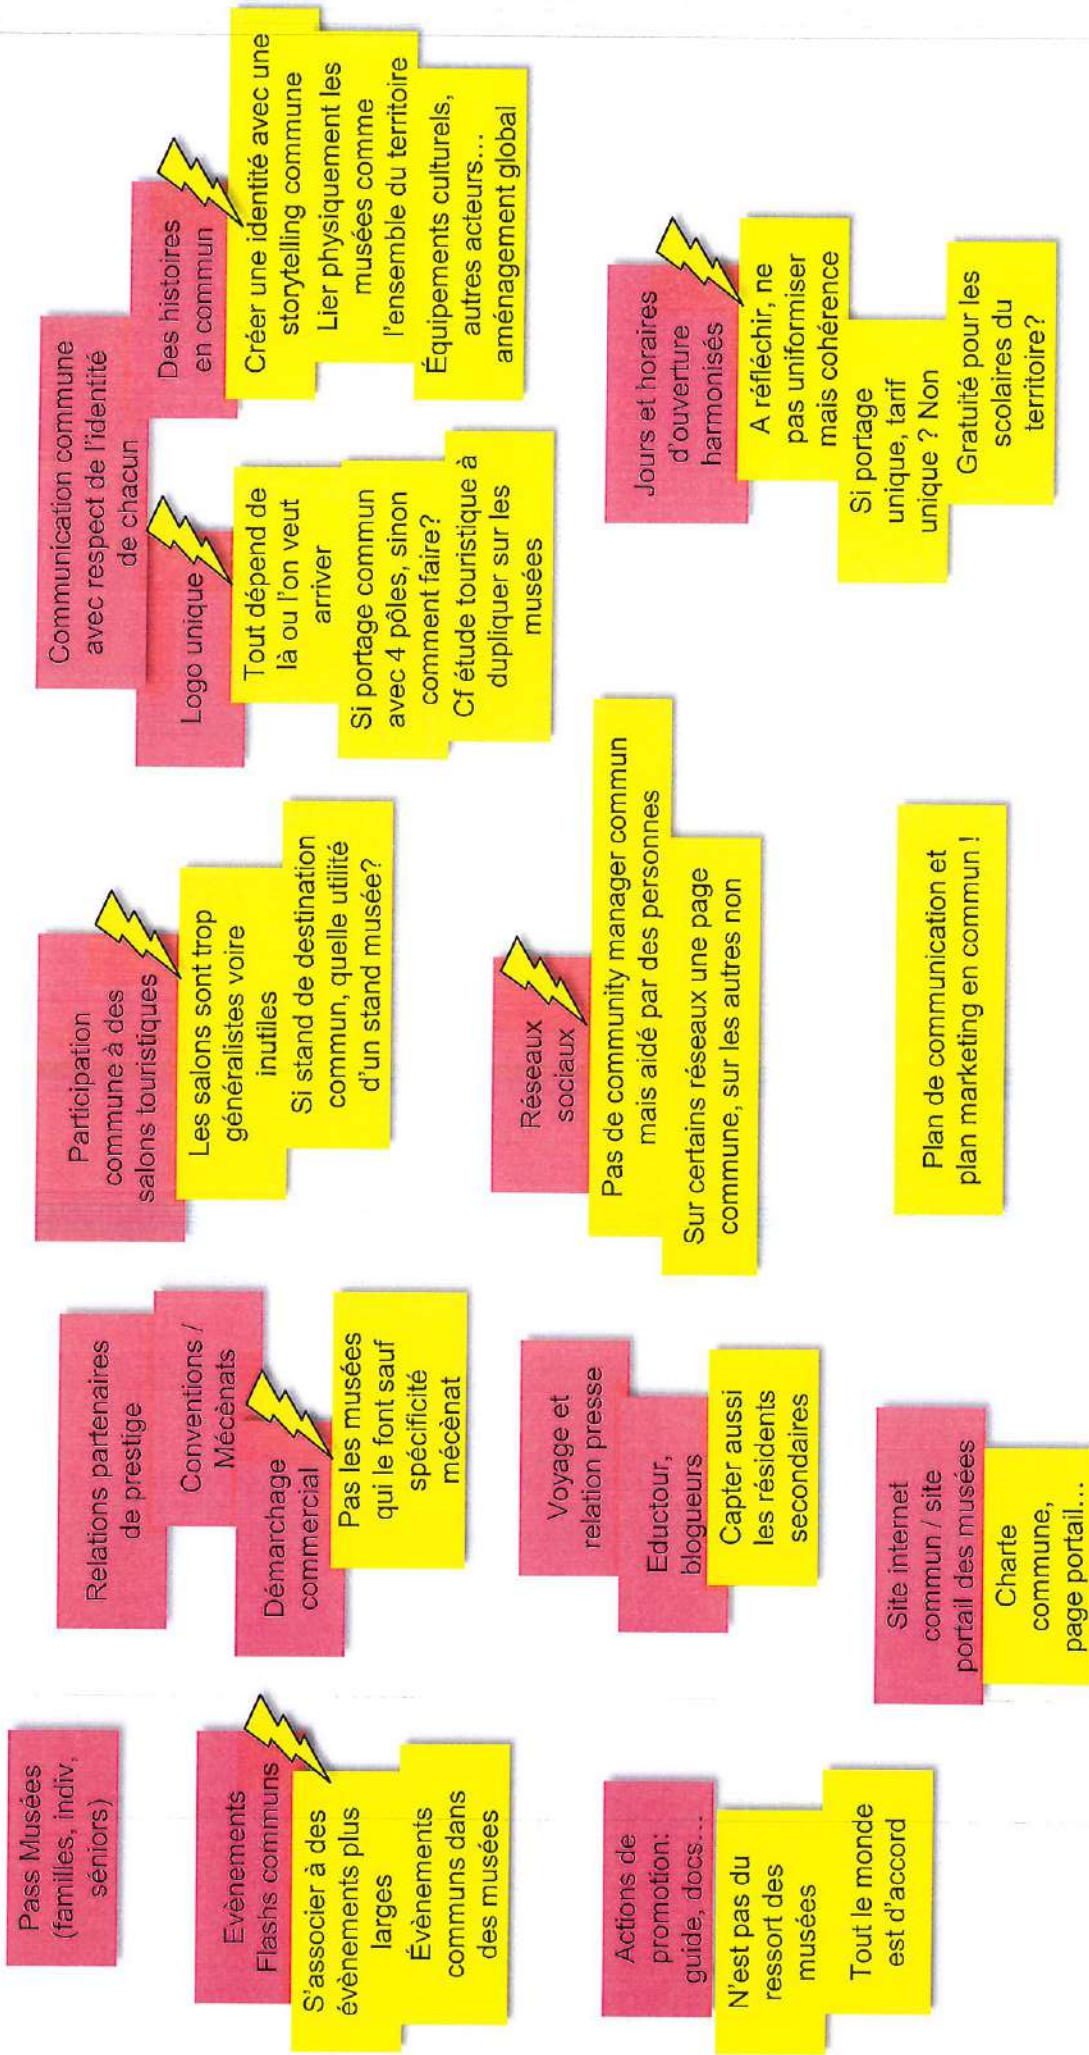 Pass Musées
(familles, indiv,
séniors)
Evènements
Flashs communs
S'associer à des
évènements plus
larges
Évènements
communs dans
des musées
Actions de
promotion:
guide, docs…
N'est pas du
ressort des
musées
Tout le monde
est d'accord
Relations partenaires
de prestige
Conventions /
Mécènats
Démarchage
commercial
Pas les musées
qui le font sauf
spécificité
mécénat
Voyage et
relation presse
Eductour,
blogueurs
Capter aussi
les résidents
secondaires
Site internet
commun / site
portail des musées
Charte
commune,
page portail…
Participation
commune à des
salons touristiques
Les salons sont trop
généralistes voire
inutiles
Si stand de destination
commun, quelle utilité
d'un stand musée?
Réseaux
sociaux
Pas de community manager commun
mais aidé par des personnes
Sur certains réseaux une page
commune, sur les autres non
Plan de communication et
plan marketing en commun !
Communication commune
avec respect de l'identité
de chacun
Logo unique
Tout dépend de
là ou l'on veut
arriver
Si portage commun
avec 4 pôles, sinon
comment faire?
Cf étude touristique à
dupliquer sur les
musées
Des histoires
en commun
Créer une identité avec une
storytelling commune
Lier physiquement les
musées comme
l'ensemble du territoire
Équipements culturels,
autres acteurs…
aménagement global
Jours et horaires
d'ouverture
harmonisés
A réfléchir, ne
pas uniformiser
mais cohérence
Si portage
unique, tarif
unique ? Non
Gratuité pour les
scolaires du
territoire?